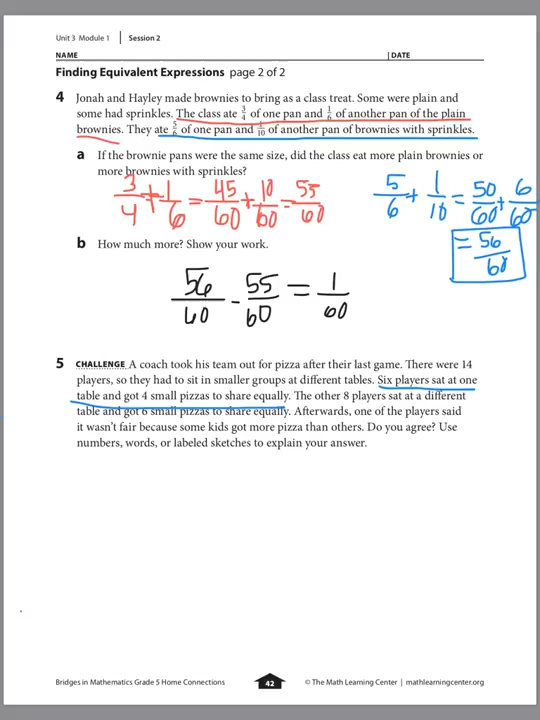 Unit 3 Module 1 | Session 2
NAME | DATE
Finding Equivalent Expressions page 2 of 2
4 Jonah and Hayley made brownies to bring as a class treat. Some were plain and
some had sprinkles. The class ate 3/4 of one pan and 1/6 of another pan of the plain
brownies. They ate 5/6 of one pan and 1/10 of another pan of brownies with sprinkles.
a If the brownie pans were the same size, did the class eat more plain brownies or
more brownies with sprinkles?
3/4 + 1/6 = 45/60 + 10/60 = 55/60
5/6 + 1/10 = 50/60 + 6/60
= 56/60
b How much more? Show your work.
56/60 - 55/60 = 1/60
5 CHALLENGE A coach took his team out for pizza after their last game. There were 14
players, so they had to sit in smaller groups at different tables. Six players sat at one
table and got 4 small pizzas to share equally. The other 8 players sat at a different
table and got 6 small pizzas to share equally. Afterwards, one of the players said
it wasn't fair because some kids got more pizza than others. Do you agree? Use
numbers, words, or labeled sketches to explain your answer.
Bridges in Mathematics Grade 5 Home Connections 42 © The Math Learning Center | mathlearningcenter.org